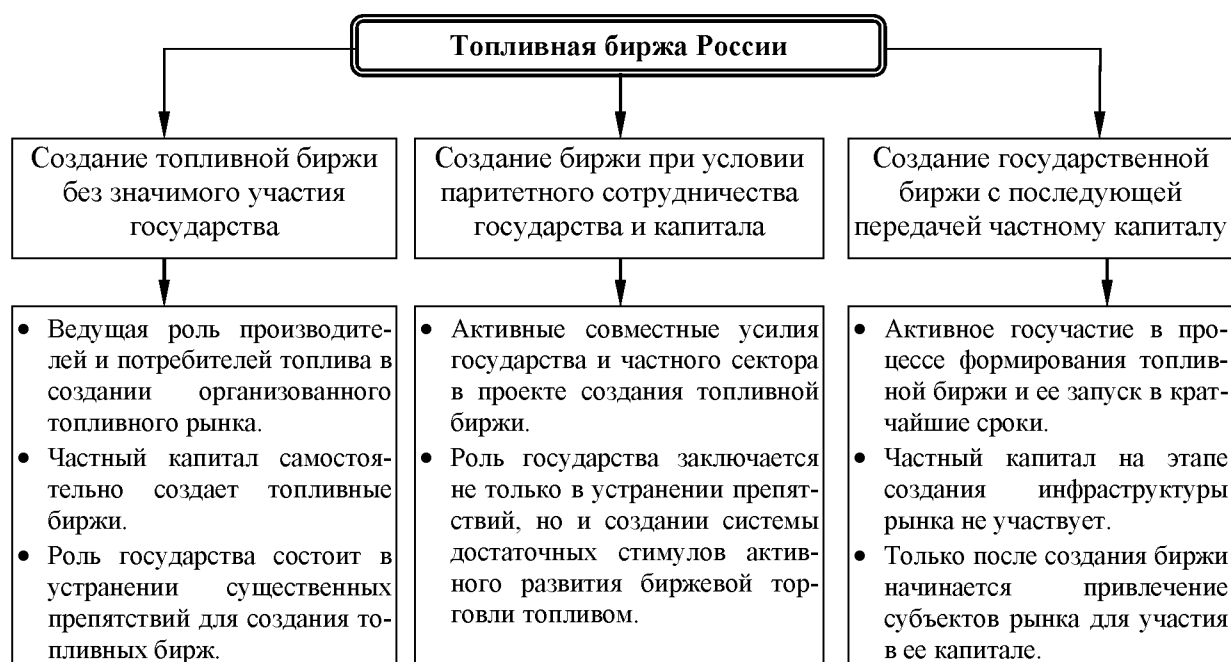 Топливная биржа России
Создание топливной биржи
без значимого участия
государства
Создание биржи при условии
паритетного сотрудничества
государства и капитала
Создание государственной
биржи с последующей
передачей частному капиталу
• Ведущая роль производите-
лей и потребителей топлива в
создании организованного
топливного рынка.
• Частный капитал самостоя-
тельно создает топливные
биржи.
• Роль государства состоит в
устранении существенных
препятствий для создания то-
пливных бирж.
• Активные совместные усилия
государства и частного сектора
в проекте создания топливной
биржи.
• Роль государства заключается
не только в устранении препят-
ствий, но и создании системы
достаточных стимулов актив-
ного развития биржевой тор-
говли топливом.
• Активное госучастие в про-
цессе формирования топлив-
ной биржи и ее запуск в крат-
чайшие сроки.
• Частный капитал на этапе
создания инфраструктуры
рынка не участвует.
• Только после создания биржи
начинается привлечение
субъектов рынка для участия
в ее капитале.